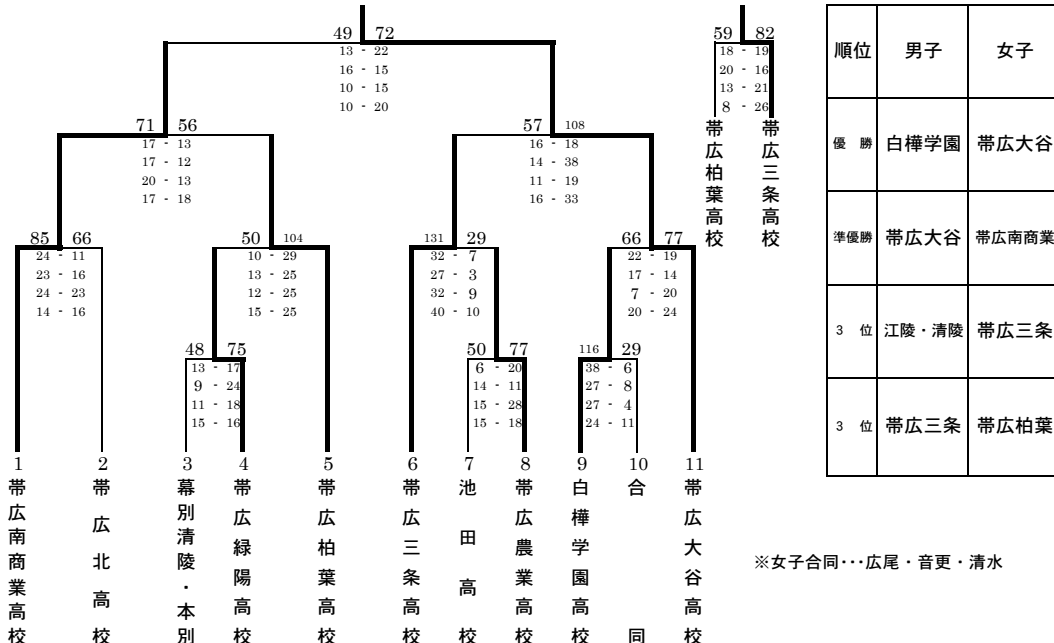 49 72
13 - 22
16 - 15
10 - 15
10 - 20
59 82
18 - 19
20 - 16
13 - 21
8 - 26
帯広柏葉高校
帯広三条高校
71 56
17 - 13
17 - 12
20 - 13
17 - 18
57 108
16 - 18
14 - 38
11 - 19
16 - 33
85 66
24 - 11
23 - 16
24 - 23
14 - 16
50 104
10 - 29
13 - 25
12 - 25
15 - 25
131 29
32 - 7
27 - 3
32 - 9
40 - 10
66 77
22 - 19
17 - 14
7 - 20
20 - 24
48 75
13 - 17
9 - 24
11 - 18
15 - 16
50 77
6 - 20
14 - 11
15 - 28
15 - 18
116 29
38 - 6
27 - 8
27 - 4
24 - 11
1 帯広南商業高校
2 帯広北高校
3 幕別清陵・本別
4 帯広緑陽高校
5 帯広柏葉高校
6 帯広三条高校
7 池田高校
8 帯広農業高校
9 白樺学園高校
10 合同
11 帯広大谷高校
順位 男子 女子
優 勝 白樺学園 帯広大谷
準優勝 帯広大谷 帯広南商業
3 位 江陵・清陵 帯広三条
3 位 帯広三条 帯広柏葉
※女子合同･･･広尾・音更・清水